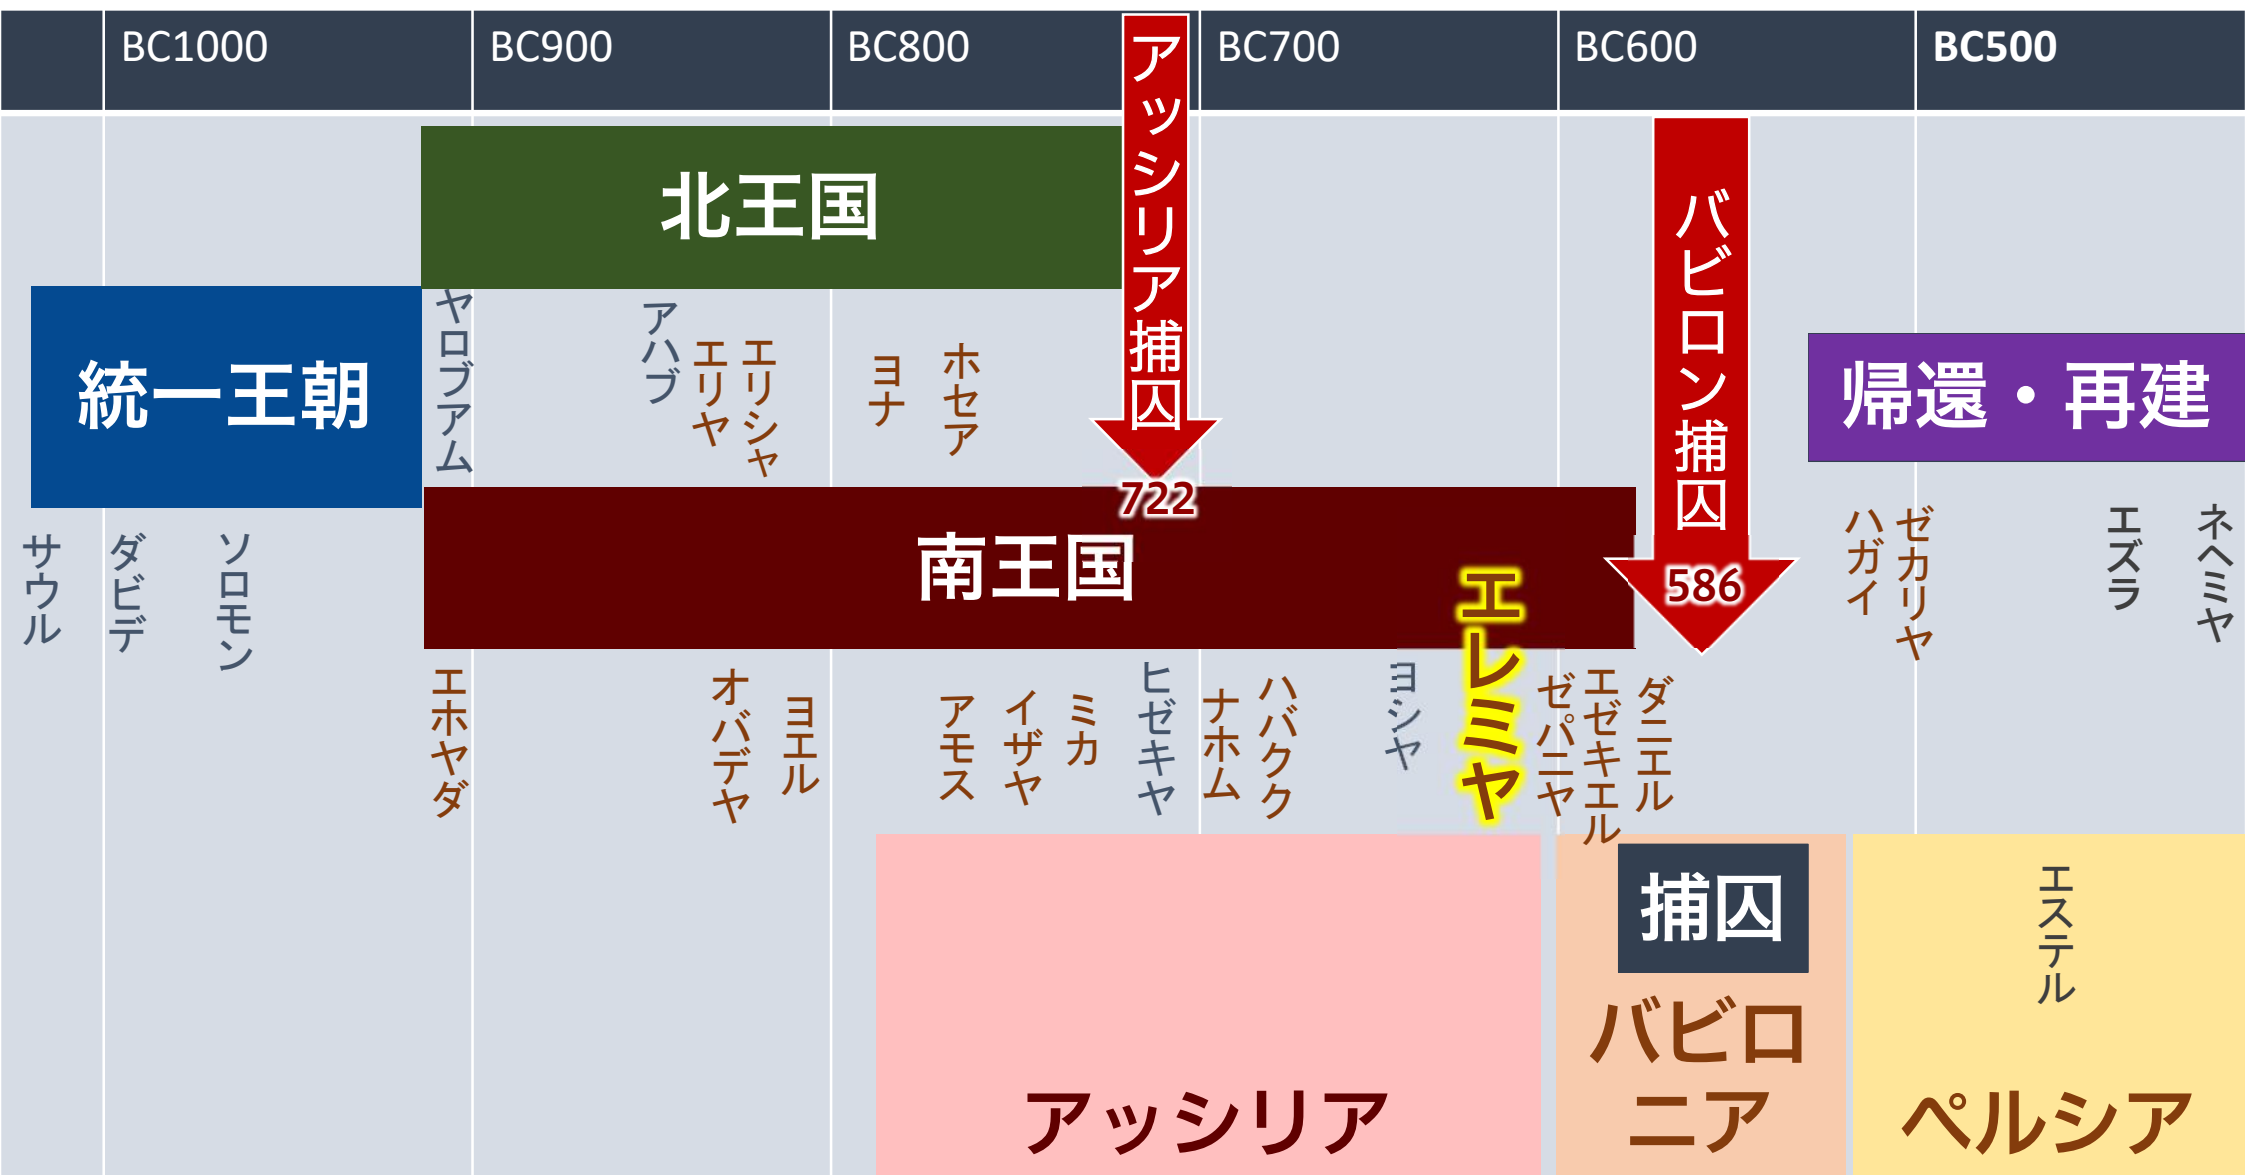 BC1000
BC900
BC800
BC700
BC600
BC500
アッシリア捕囚
722
バビロン捕囚
586
北王国
統一王朝
帰還・再建
ヤロブアム
アハブ
エリヤ
エリシャ
ヨナ
ホセア
南王国
サウル
ダビデ
ソロモン
ハガイ
ゼカリヤ
エズラ
ネヘミヤ
エホヤダ
オバデヤ
ヨエル
アモス
イザヤ
ミカ
ヒゼキヤ
ナホム
ハバクク
ヨシヤ
エレミヤ
ゼパニヤ
エゼキエル
ダニエル
捕囚
エステル
アッシリア
バビロ
ニア
ペルシア